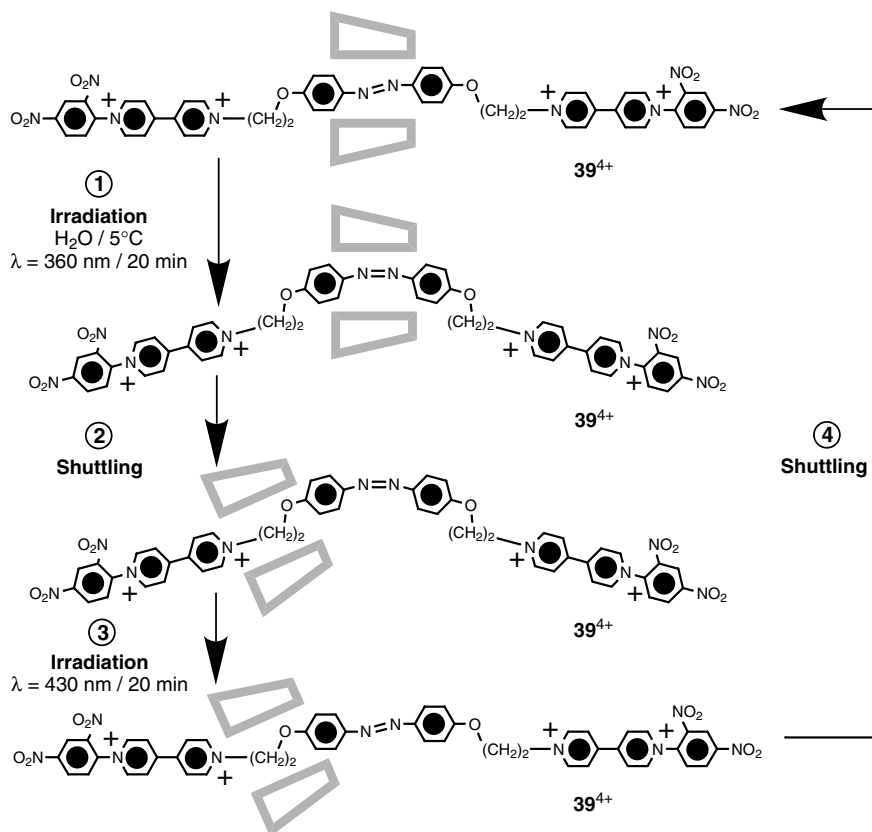 O₂N NO₂
O₂N + N + N (CH₂)₂ O N=N O (CH₂)₂ + N + N NO₂
39⁴⁺
①
Irradiation
H₂O / 5°C
λ = 360 nm / 20 min
O₂N O N=N O
(CH₂)₂ (CH₂)₂
O₂N N + N + N + N + NO₂ NO₂
39⁴⁺
②
Shuttling
④
Shuttling
O₂N O N=N O
(CH₂)₂ (CH₂)₂
O₂N N + N + N + N + NO₂ NO₂
39⁴⁺
③
Irradiation
λ = 430 nm / 20 min
O₂N O N=N O NO₂
O₂N N + N + (CH₂)₂ (CH₂)₂ N + N + NO₂
39⁴⁺